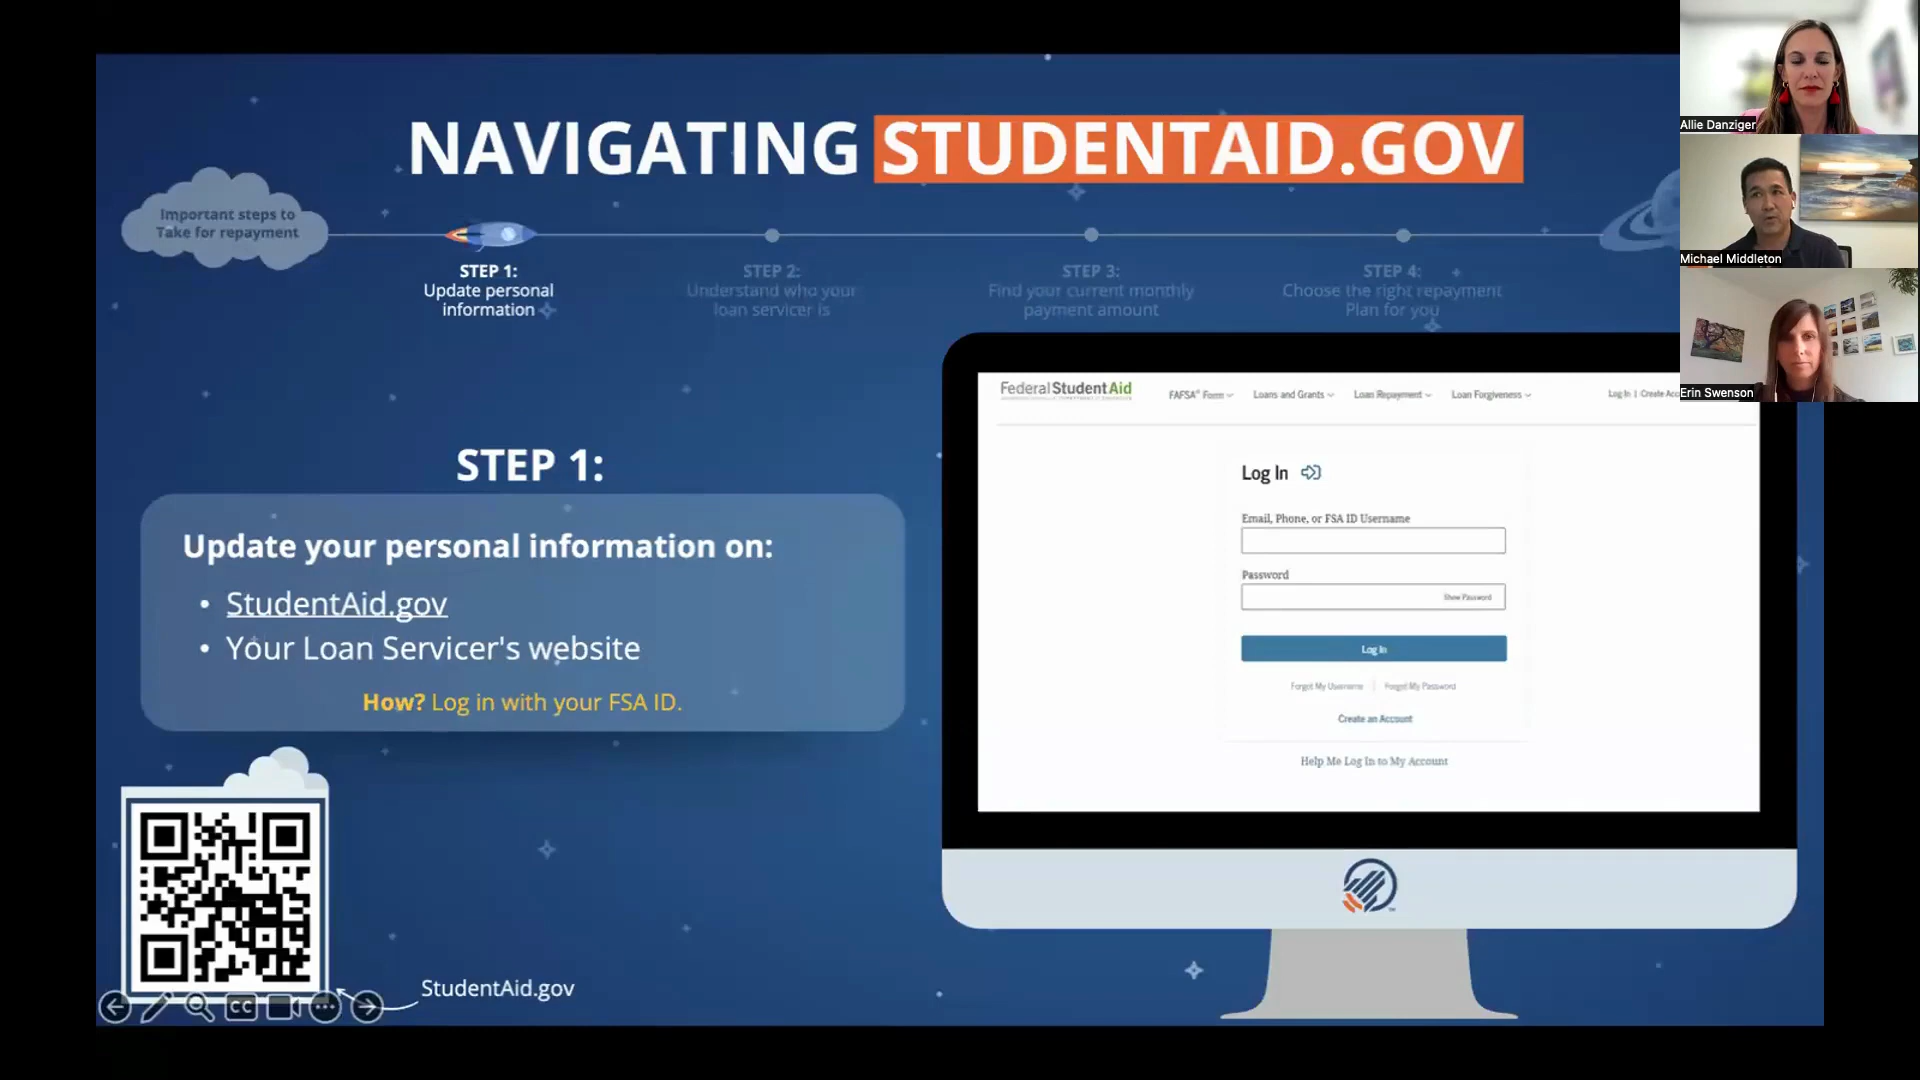 NAVIGATING STUDENTAID.GOV
Important steps to
Take for repayment
STEP 1:
Update personal
information
STEP 2:
Understand who your
loan servicer is
STEP 3:
Find your current monthly
payment amount
STEP 4:
Choose the right repayment
Plan for you
STEP 1:
Update your personal information on:
• StudentAid.gov
• Your Loan Servicer's website
How? Log in with your FSA ID.
StudentAid.gov
CC
Federal Student Aid
FAFSA® Form
Loans and Grants
Loan Repayment
Loan Forgiveness
Log In | Create
Log In
Email, Phone, or FSA ID Username
Password
Show Password
Log In
Forgot My Username | Forgot My Password
Create an Account
Help Me Log In to My Account
Allie Danziger
Michael Middleton
Erin Swenson